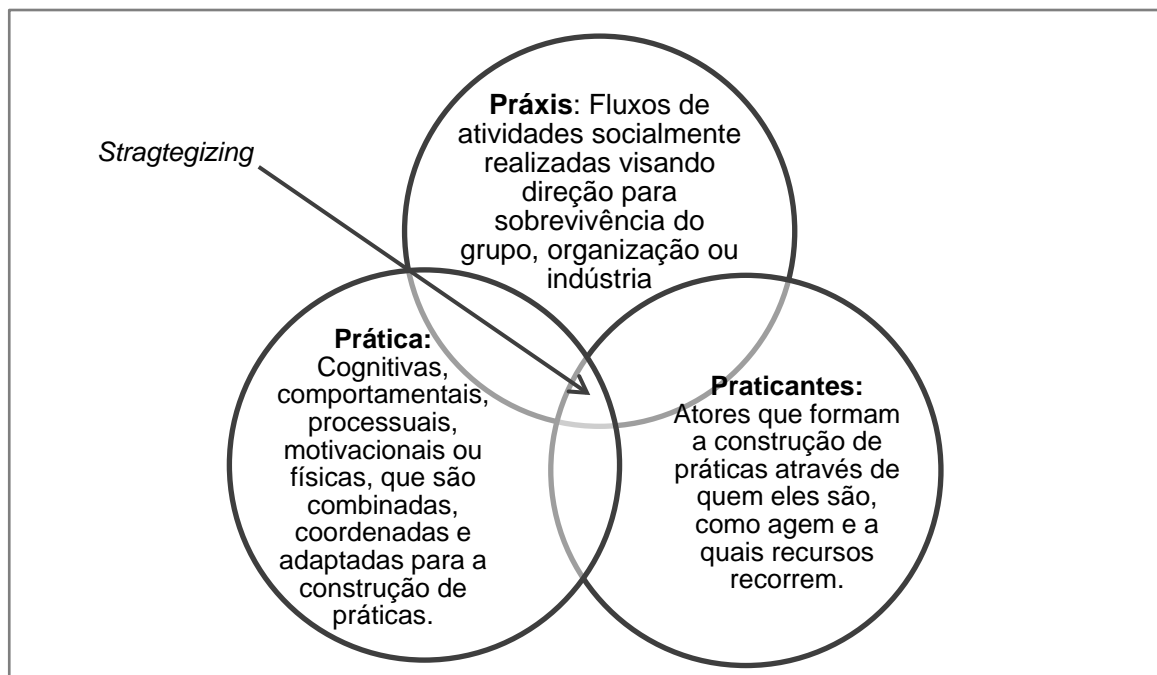 Stragtegizing
Práxis: Fluxos de
atividades socialmente
realizadas visando
direção para
sobrevivência do
grupo, organização ou
indústria
Prática:
Cognitivas,
comportamentais,
processuais,
motivacionais ou
físicas, que são
combinadas,
coordenadas e
adaptadas para a
construção de
práticas.
Praticantes:
Atores que formam
a construção de
práticas através de
quem eles são,
como agem e a
quais recursos
recorrem.